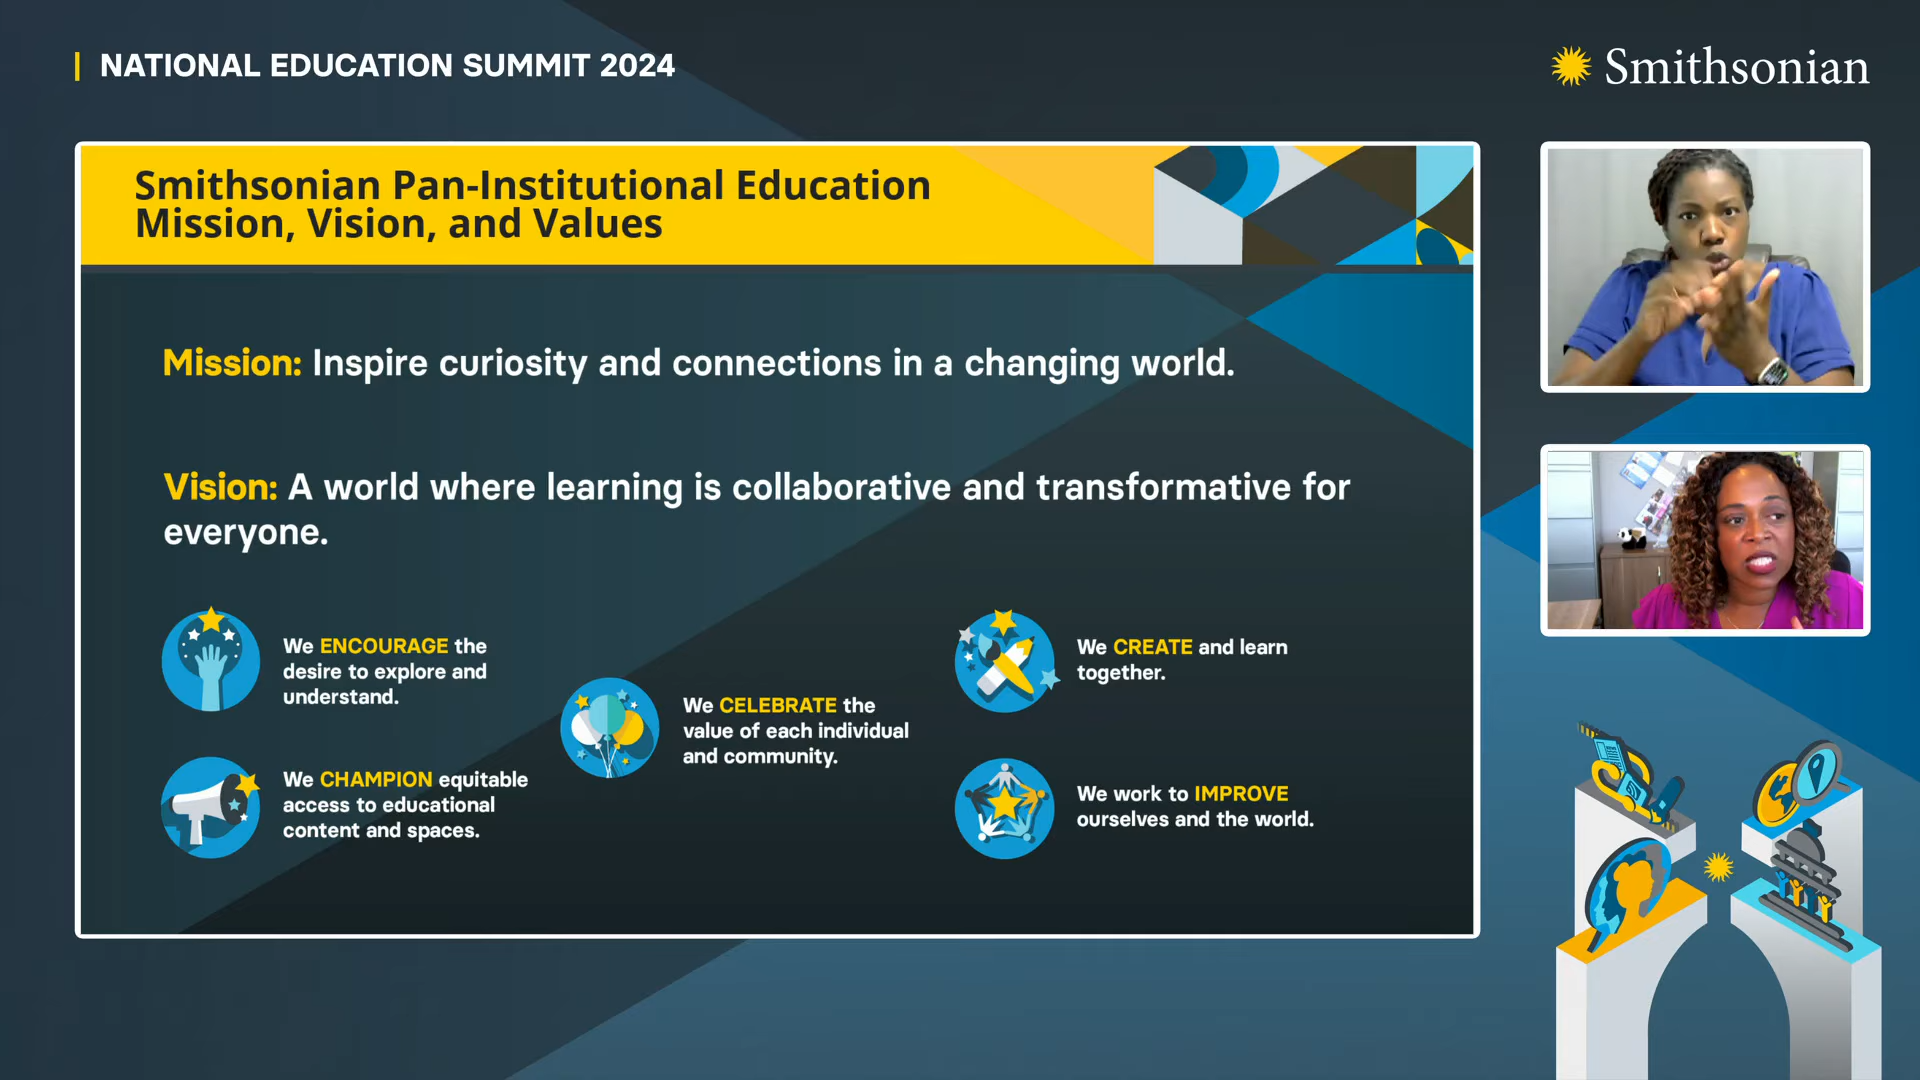 NATIONAL EDUCATION SUMMIT 2024
Smithsonian
Smithsonian Pan-Institutional Education
Mission, Vision, and Values
Mission: Inspire curiosity and connections in a changing world.
Vision: A world where learning is collaborative and transformative for
everyone.
We ENCOURAGE the
desire to explore and
understand.
We CHAMPION equitable
access to educational
content and spaces.
We CELEBRATE the
value of each individual
and community.
We CREATE and learn
together.
We work to IMPROVE
ourselves and the world.